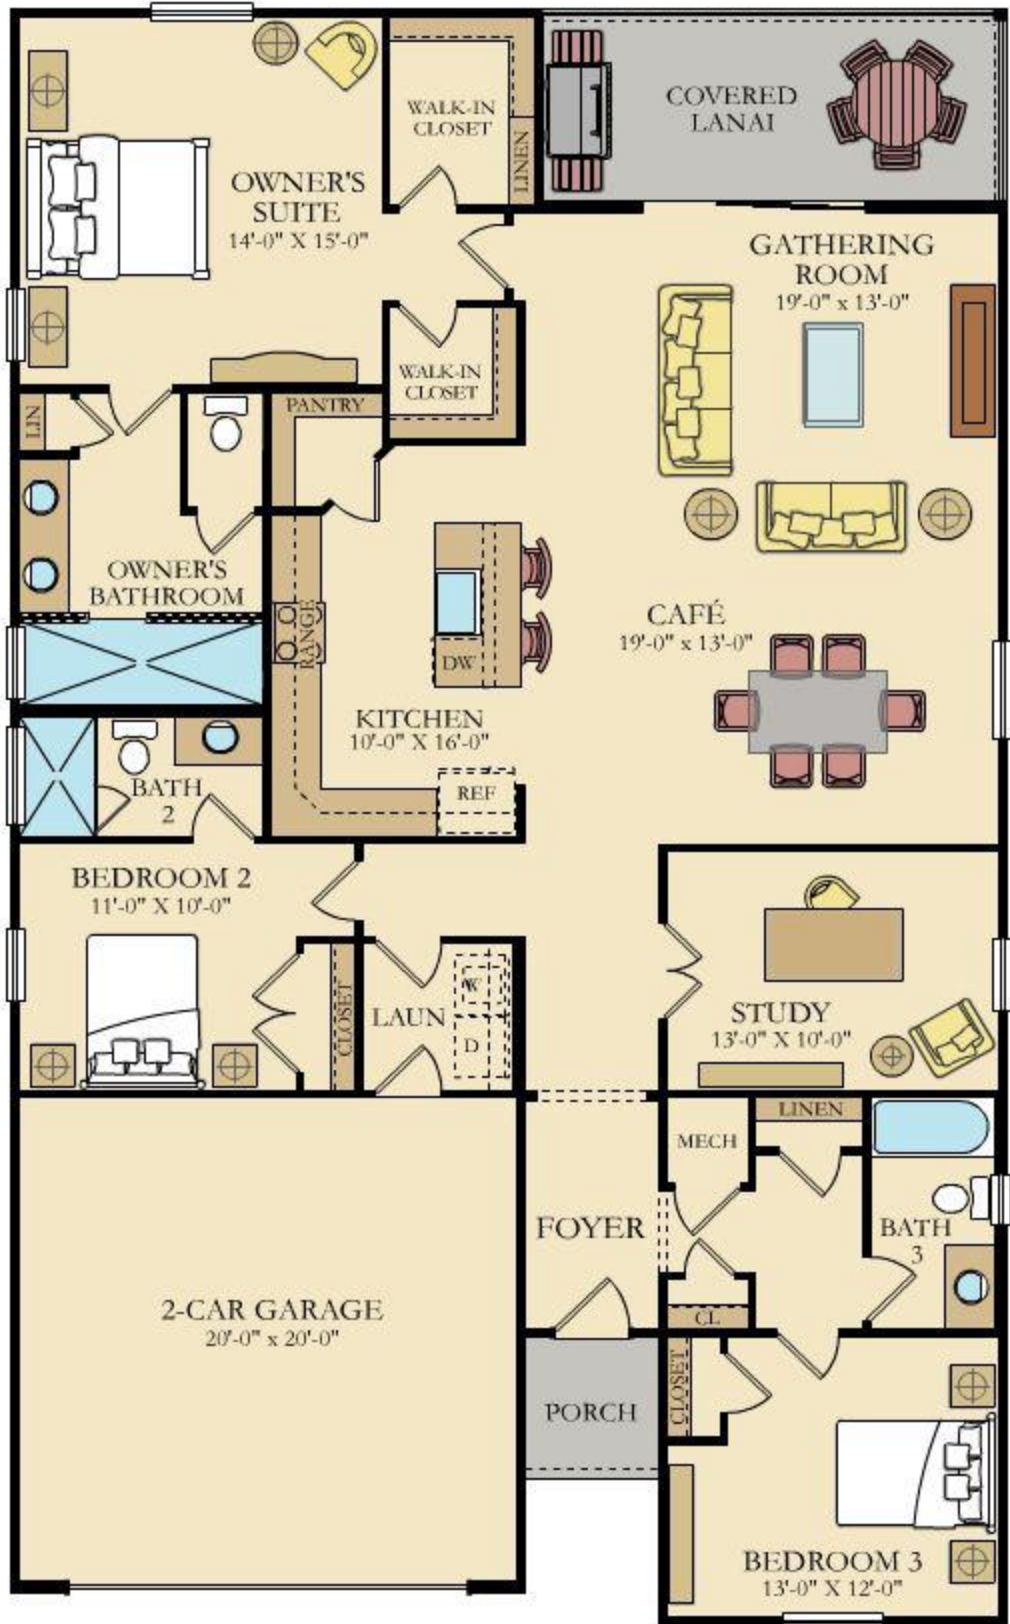 WALK-IN
CLOSET
LINEN
COVERED
LANAI
OWNER'S
SUITE
14'-0" X 15'-0"
GATHERING
ROOM
19'-0" x 13'-0"
WALK-IN
CLOSET
LIN
PANTRY
OWNER'S
BATHROOM
RANGE
DW
CAFÉ
19'-0" x 13'-0"
KITCHEN
10'-0" X 16'-0"
REF
BATH
2
BEDROOM 2
11'-0" X 10'-0"
CLOSET
LAUN
W
D
STUDY
13'-0" X 10'-0"
LINEN
MECH
FOYER
BATH
3
2-CAR GARAGE
20'-0" x 20'-0"
CL
CLOSET
PORCH
BEDROOM 3
13'-0" X 12'-0"